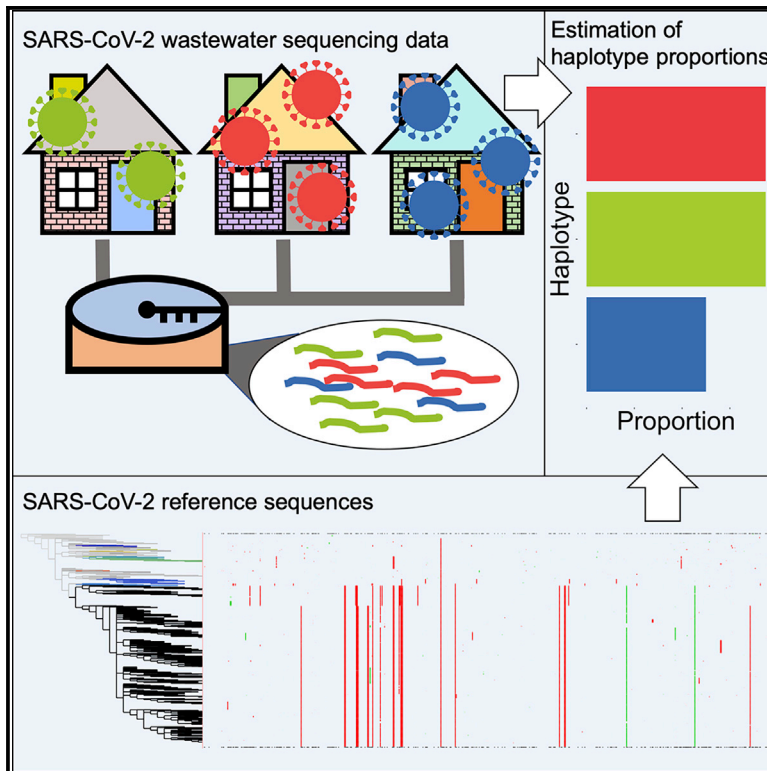 SARS-CoV-2 wastewater sequencing data
Estimation of
haplotype proportions
Haplotype
Proportion
SARS-CoV-2 reference sequences